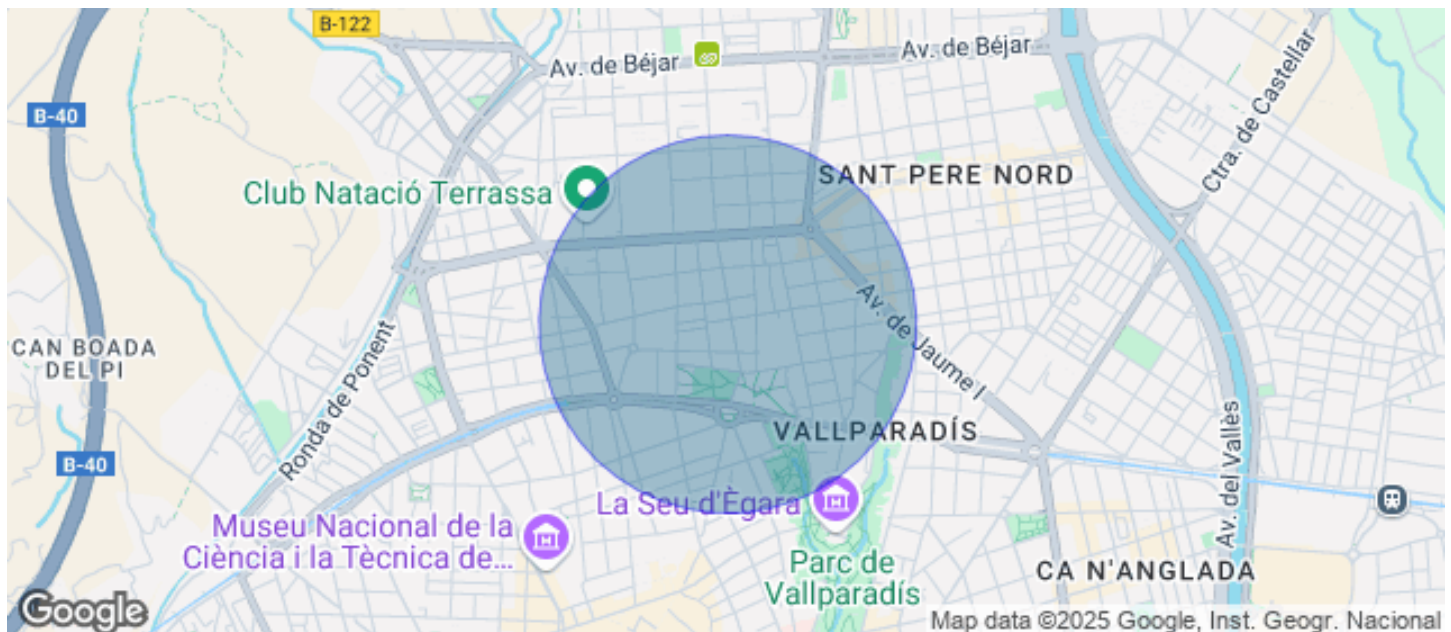 B-122
Av. de Béjar
Av. de Béjar
Ctra. de Castellar
B-40
Club Natació Terrassa
SANT PERE NORD
Av. de Jaume I
CAN BOADA
DEL PI
Ronda de Ponent
VALLPARADÍS
B-40
Av. del Vallès
La Seu d'Ègara
Museu Nacional de la
Ciència i la Tècnica de...
Parc de
Vallparadís
CA N'ANGLADA
Google
Map data ©2025 Google, Inst. Geogr. Nacional